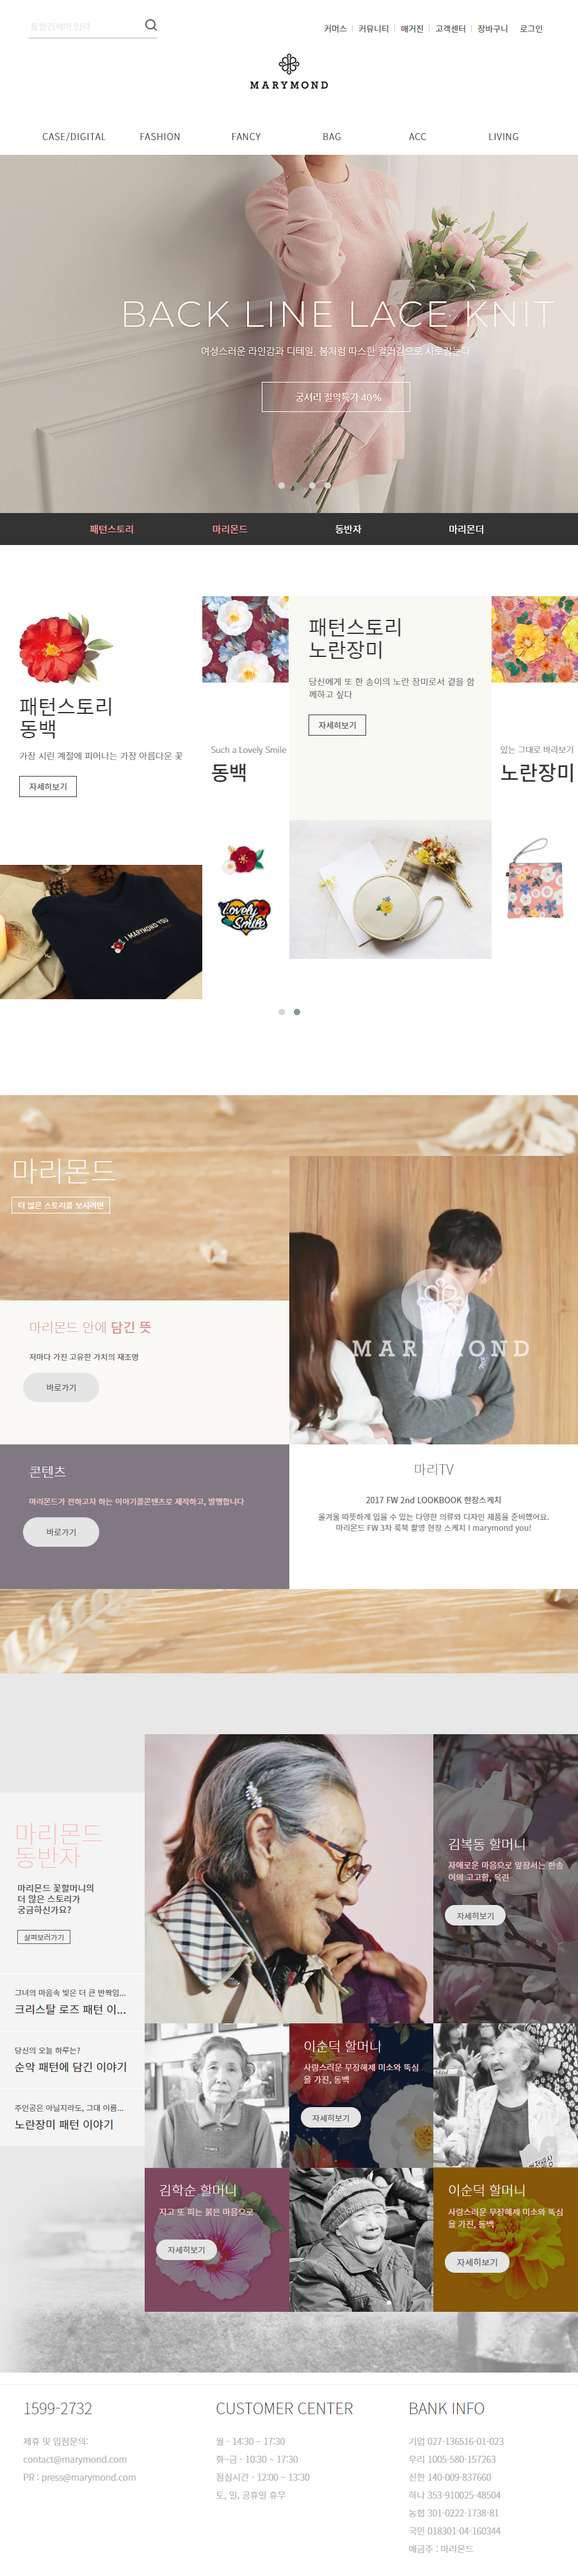 통합검색어 입력
커머스 커뮤니티 매거진 고객센터 장바구니 로그인
MARYMOND
CASE/DIGITAL FASHION FANCY BAG ACC LIVING
BACK LINE LACE KNIT
여성스러운 라인감과 디테일, 봄처럼 따스한 컬러감으로 사로잡는다
궁서리 절약특가 40%
패턴스토리 마리몬드 동반자 마리몬더
패턴스토리
동백
가장 시린 계절에 피어나는 가장 아름다운 꽃
자세히보기
I MARYMOND YOU
Such a Lovely Smile
동백
Lovely
Smile
패턴스토리
노란장미
당신에게 또 한 송이의 노란 장미로서 곁을 함
께하고 싶다
자세히보기
있는 그대로 바라보기
노란장미
마리몬드
더 많은 스토리를 보시려면
마리몬드 안에 담긴 뜻
저마다 가진 고유한 가치의 재조명
바로가기
MARYMOND
콘텐츠
마리몬드가 전하고자 하는 이야기를콘텐츠로 제작하고, 발행합니다
바로가기
마리TV
2017 FW 2nd LOOKBOOK 현장스케치
올겨울 따뜻하게 입을 수 있는 다양한 의류와 디자인 제품을 준비했어요.
마리몬드 FW 3차 룩북 촬영 현장 스케치 I marymond you!
마리몬드
동반자
마리몬드 꽃할머니의
더 많은 스토리가
궁금하신가요?
살펴보러가기
그녀의 마음속 빛은 더 큰 반짝임...
크리스탈 로즈 패턴 이...
당신의 오늘 하루는?
순악 패턴에 담긴 이야기
주인공은 아닐지라도, 그대 이름...
노란장미 패턴 이야기
김복동 할머니
자애로운 마음으로 앞장서는 한송
이의 고고함, 목련
자세히보기
이순덕 할머니
사랑스러운 무장해제 미소와 뚝심
을 가진, 동백
자세히보기
김학순 할머니
지고 또 피는 붉은 마음으로
자세히보기
이순덕 할머니
사랑스러운 무장해제 미소와 뚝심
을 가진, 동백
자세히보기
1599-2732
제휴 및 입점문의:
contact@marymond.com
PR : press@marymond.com
CUSTOMER CENTER
월 - 14:30 ~ 17:30
화~금 - 10:30 ~ 17:30
점심시간 - 12:00 ~ 13:30
토, 일, 공휴일 휴무
BANK INFO
기업 027-136516-01-023
우리 1005-580-157263
신한 140-009-837660
하나 353-910025-48504
농협 301-0222-1738-81
국민 018301-04-160344
예금주 : 마리몬드